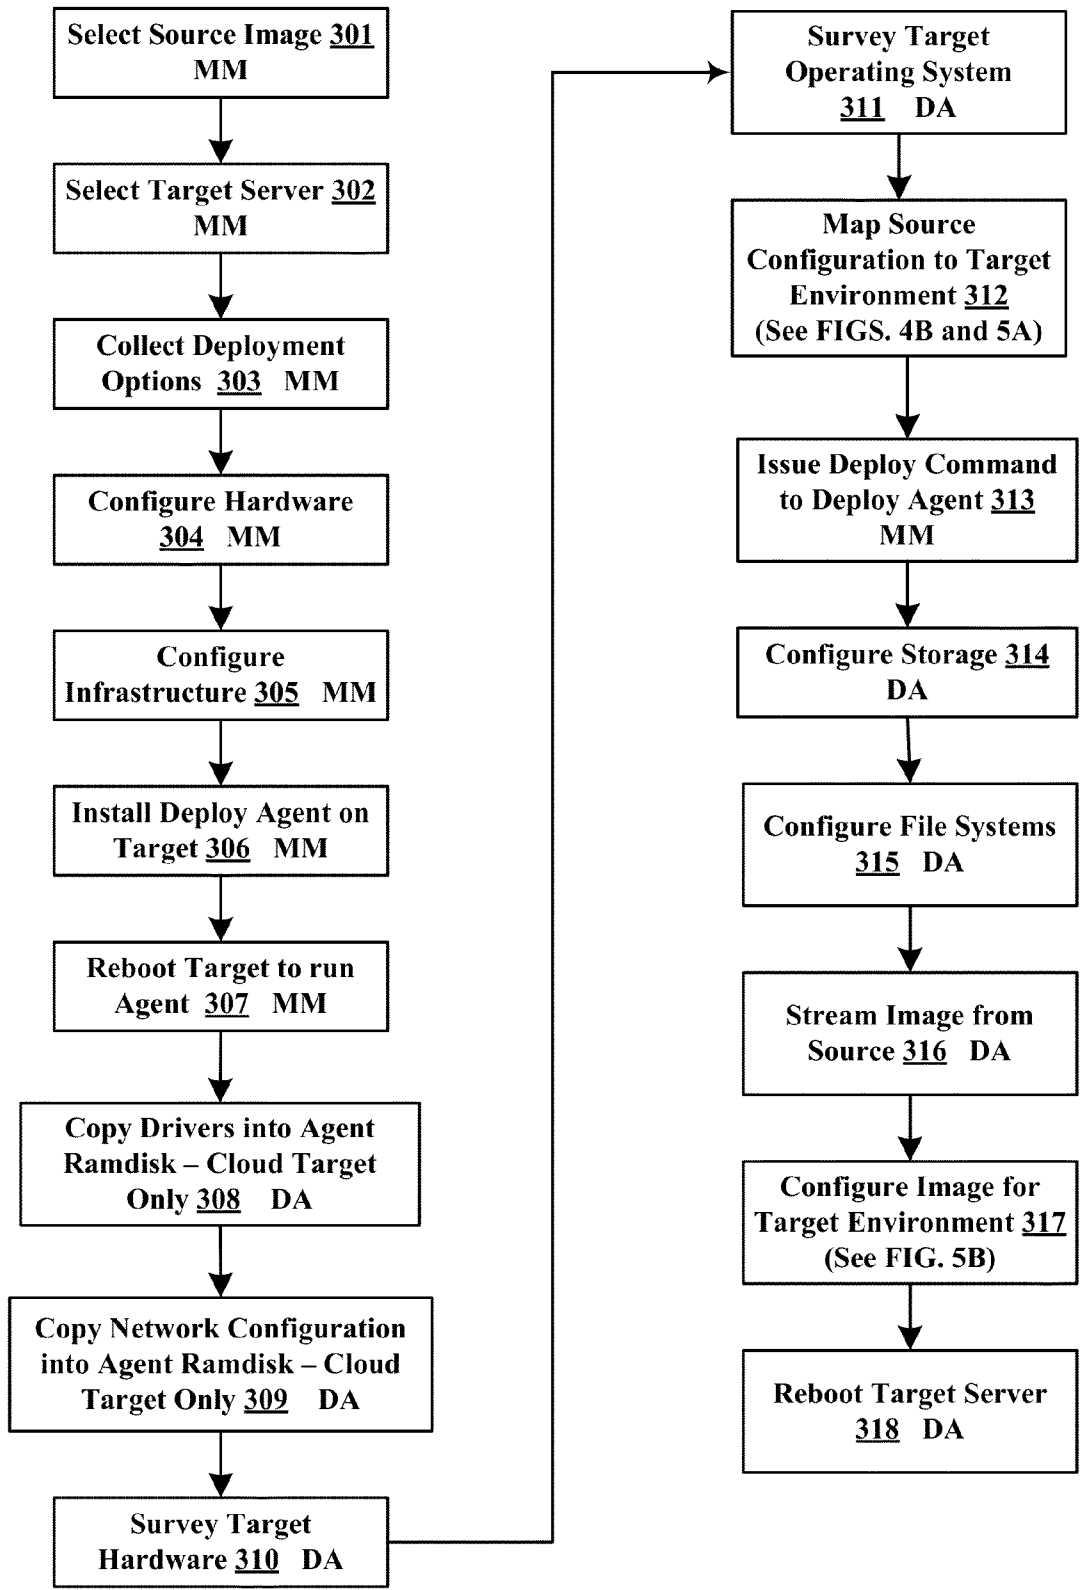 Select Source Image 301
MM
Select Target Server 302
MM
Collect Deployment
Options 303 MM
Configure Hardware
304 MM
Configure
Infrastructure 305 MM
Install Deploy Agent on
Target 306 MM
Reboot Target to run
Agent 307 MM
Copy Drivers into Agent
Ramdisk – Cloud Target
Only 308 DA
Copy Network Configuration
into Agent Ramdisk – Cloud
Target Only 309 DA
Survey Target
Hardware 310 DA
Survey Target
Operating System
311 DA
Map Source
Configuration to Target
Environment 312
(See FIGS. 4B and 5A)
Issue Deploy Command
to Deploy Agent 313
MM
Configure Storage 314
DA
Configure File Systems
315 DA
Stream Image from
Source 316 DA
Configure Image for
Target Environment 317
(See FIG. 5B)
Reboot Target Server
318 DA